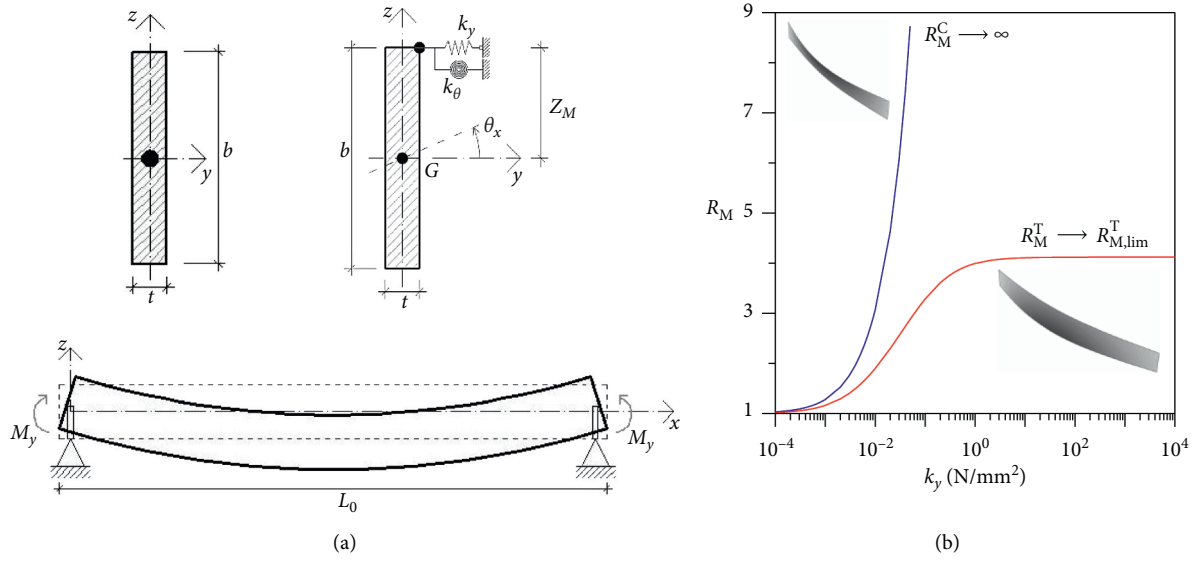 z
y
b
t
z
k_y
k_θ
Z_M
θ_x
b
G
y
t
z
x
M_y
M_y
L_0
(a)
9
7
5
3
1
R_M
R_M^C → ∞
R_M^T → R_M,lim^T
10^−4
10^−2
10^0
10^2
10^4
k_y (N/mm^2)
(b)